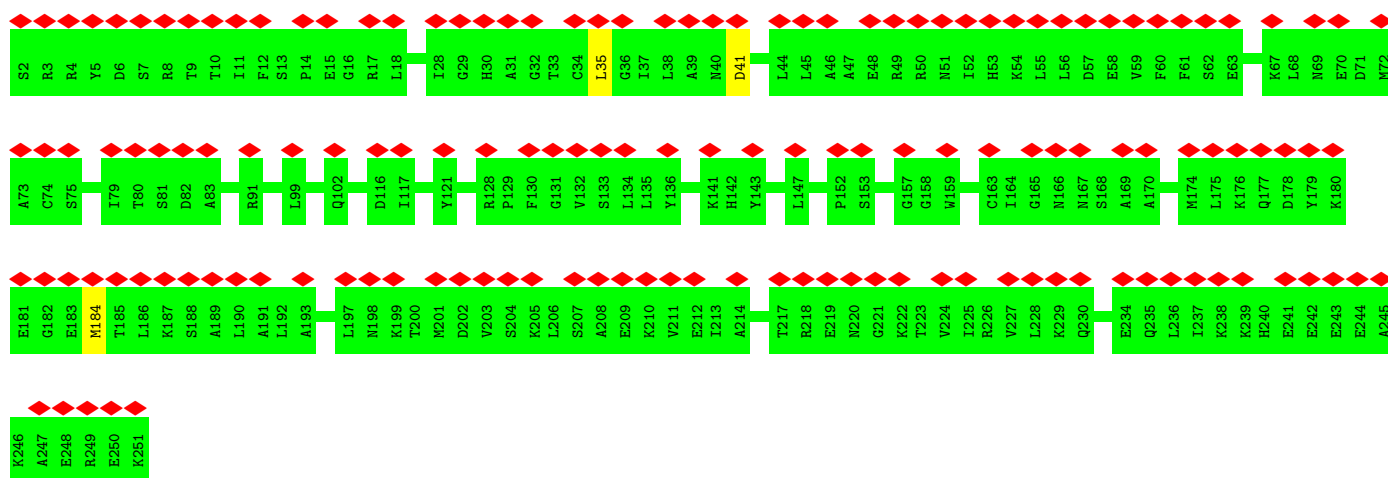 S2 R3 R4 Y5 D6 S7 R8 T9 T10 I11 F12 S13 P14 E15 G16 R17 L18 I28 G29 H30 A31 G32 T33 C34 L35 G36 I37 L38 A39 N40 D41 L44 L45 A46 A47 E48 R49 R50 N51 I52 H53 K54 L55 L56 D57 E58 V59 F60 F61 S62 E63 K67 L68 N69 E70 D71 M72
A73 C74 S75 I79 T80 S81 D82 A83 R91 L99 Q102 D116 I117 Y121 R128 P129 F130 G131 V132 S133 L134 L135 Y136 K141 H142 Y143 L147 P152 S153 G157 G158 W159 C163 I164 G165 N166 N167 S168 A169 A170 M174 L175 K176 Q177 D178 Y179 K180
E181 G182 E183 M184 T185 L186 K187 S188 A189 L190 A191 L192 A193 L197 N198 K199 T200 M201 D202 V203 S204 K205 L206 S207 A208 E209 K210 V211 E212 I213 A214 T217 R218 E219 N220 G221 K222 T223 V224 I225 R226 V227 L228 K229 Q230 E234 Q235 L236 I237 K238 K239 H240 E241 E242 E243 E244 A245
K246 A247 E248 R249 E250 K251